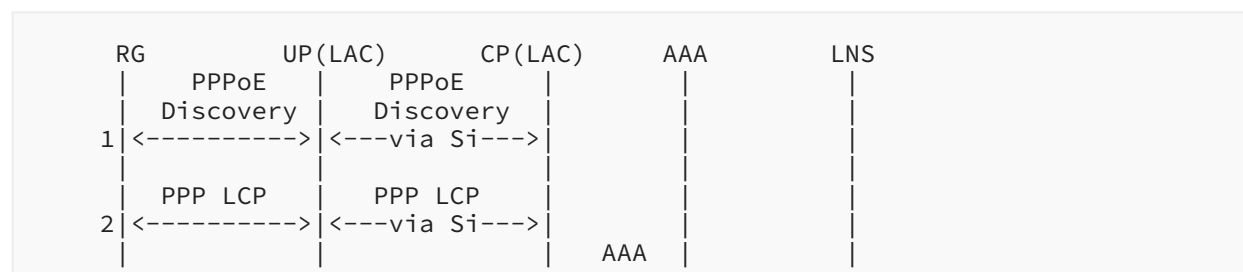 RG          UP(LAC)        CP(LAC)       AAA          LNS
      |     PPPoE    |     PPPoE      |         |            |
      |   Discovery  |   Discovery    |         |            |
     1|<------------>|<---via Si----->|         |            |
      |              |                |         |            |
      |   PPP LCP    |    PPP LCP     |         |            |
     2|<------------>|<---via Si----->|         |            |
      |              |                |   AAA   |            |